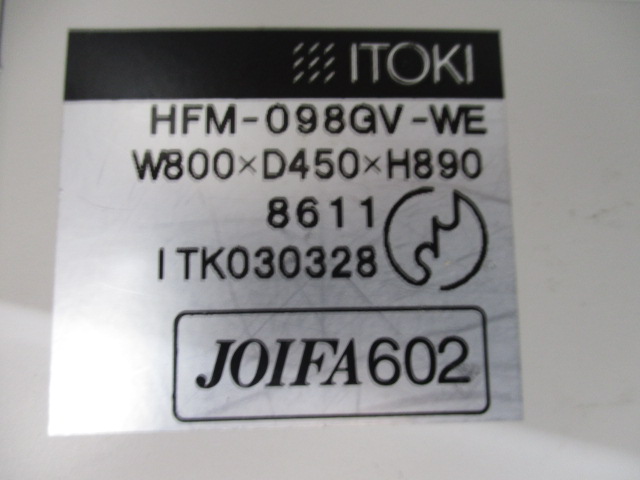 ITOKI
HFM-098GV-WE
W800×D450×H890
8611
ITK030328
JOIFA602